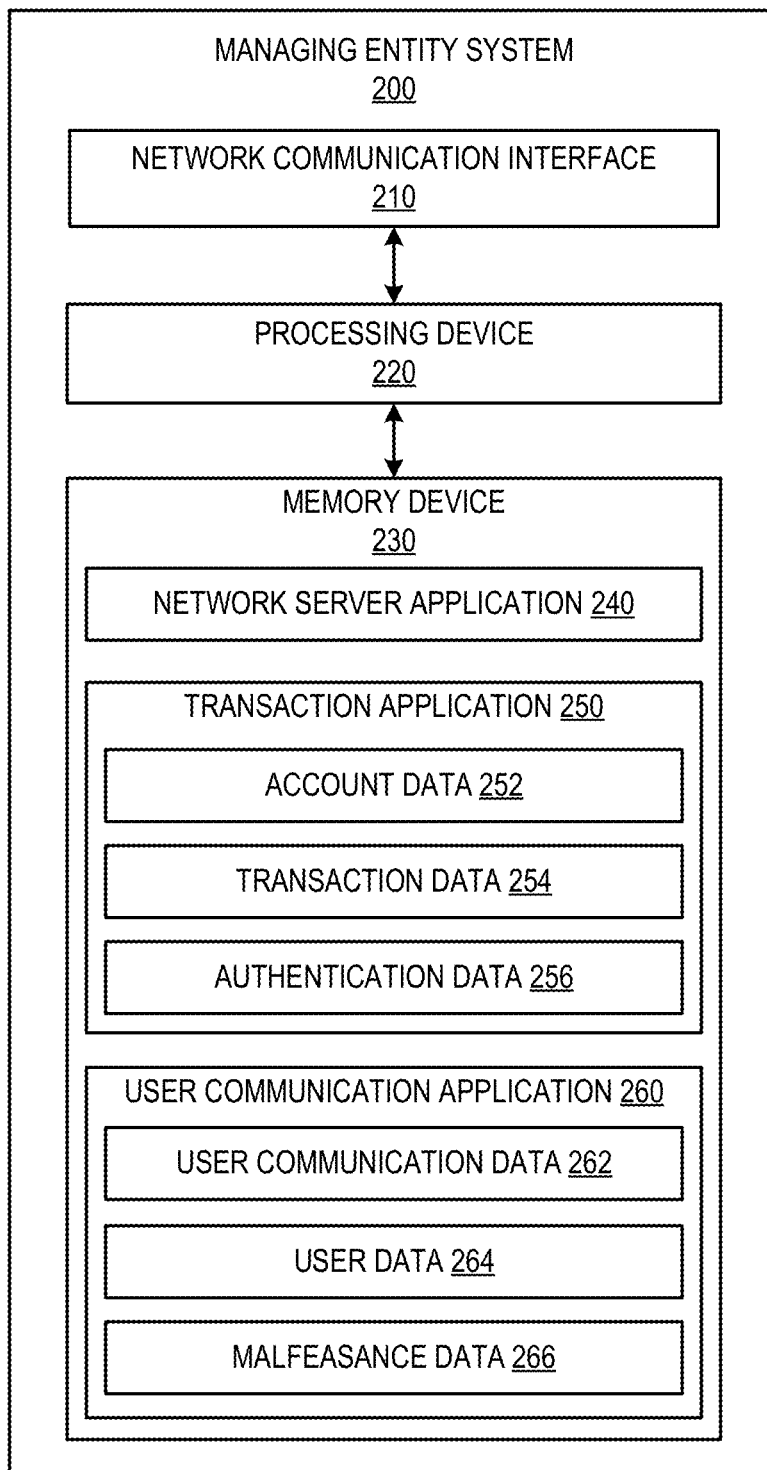 MANAGING ENTITY SYSTEM
200
NETWORK COMMUNICATION INTERFACE
210
PROCESSING DEVICE
220
MEMORY DEVICE
230
NETWORK SERVER APPLICATION 240
TRANSACTION APPLICATION 250
ACCOUNT DATA 252
TRANSACTION DATA 254
AUTHENTICATION DATA 256
USER COMMUNICATION APPLICATION 260
USER COMMUNICATION DATA 262
USER DATA 264
MALFEASANCE DATA 266